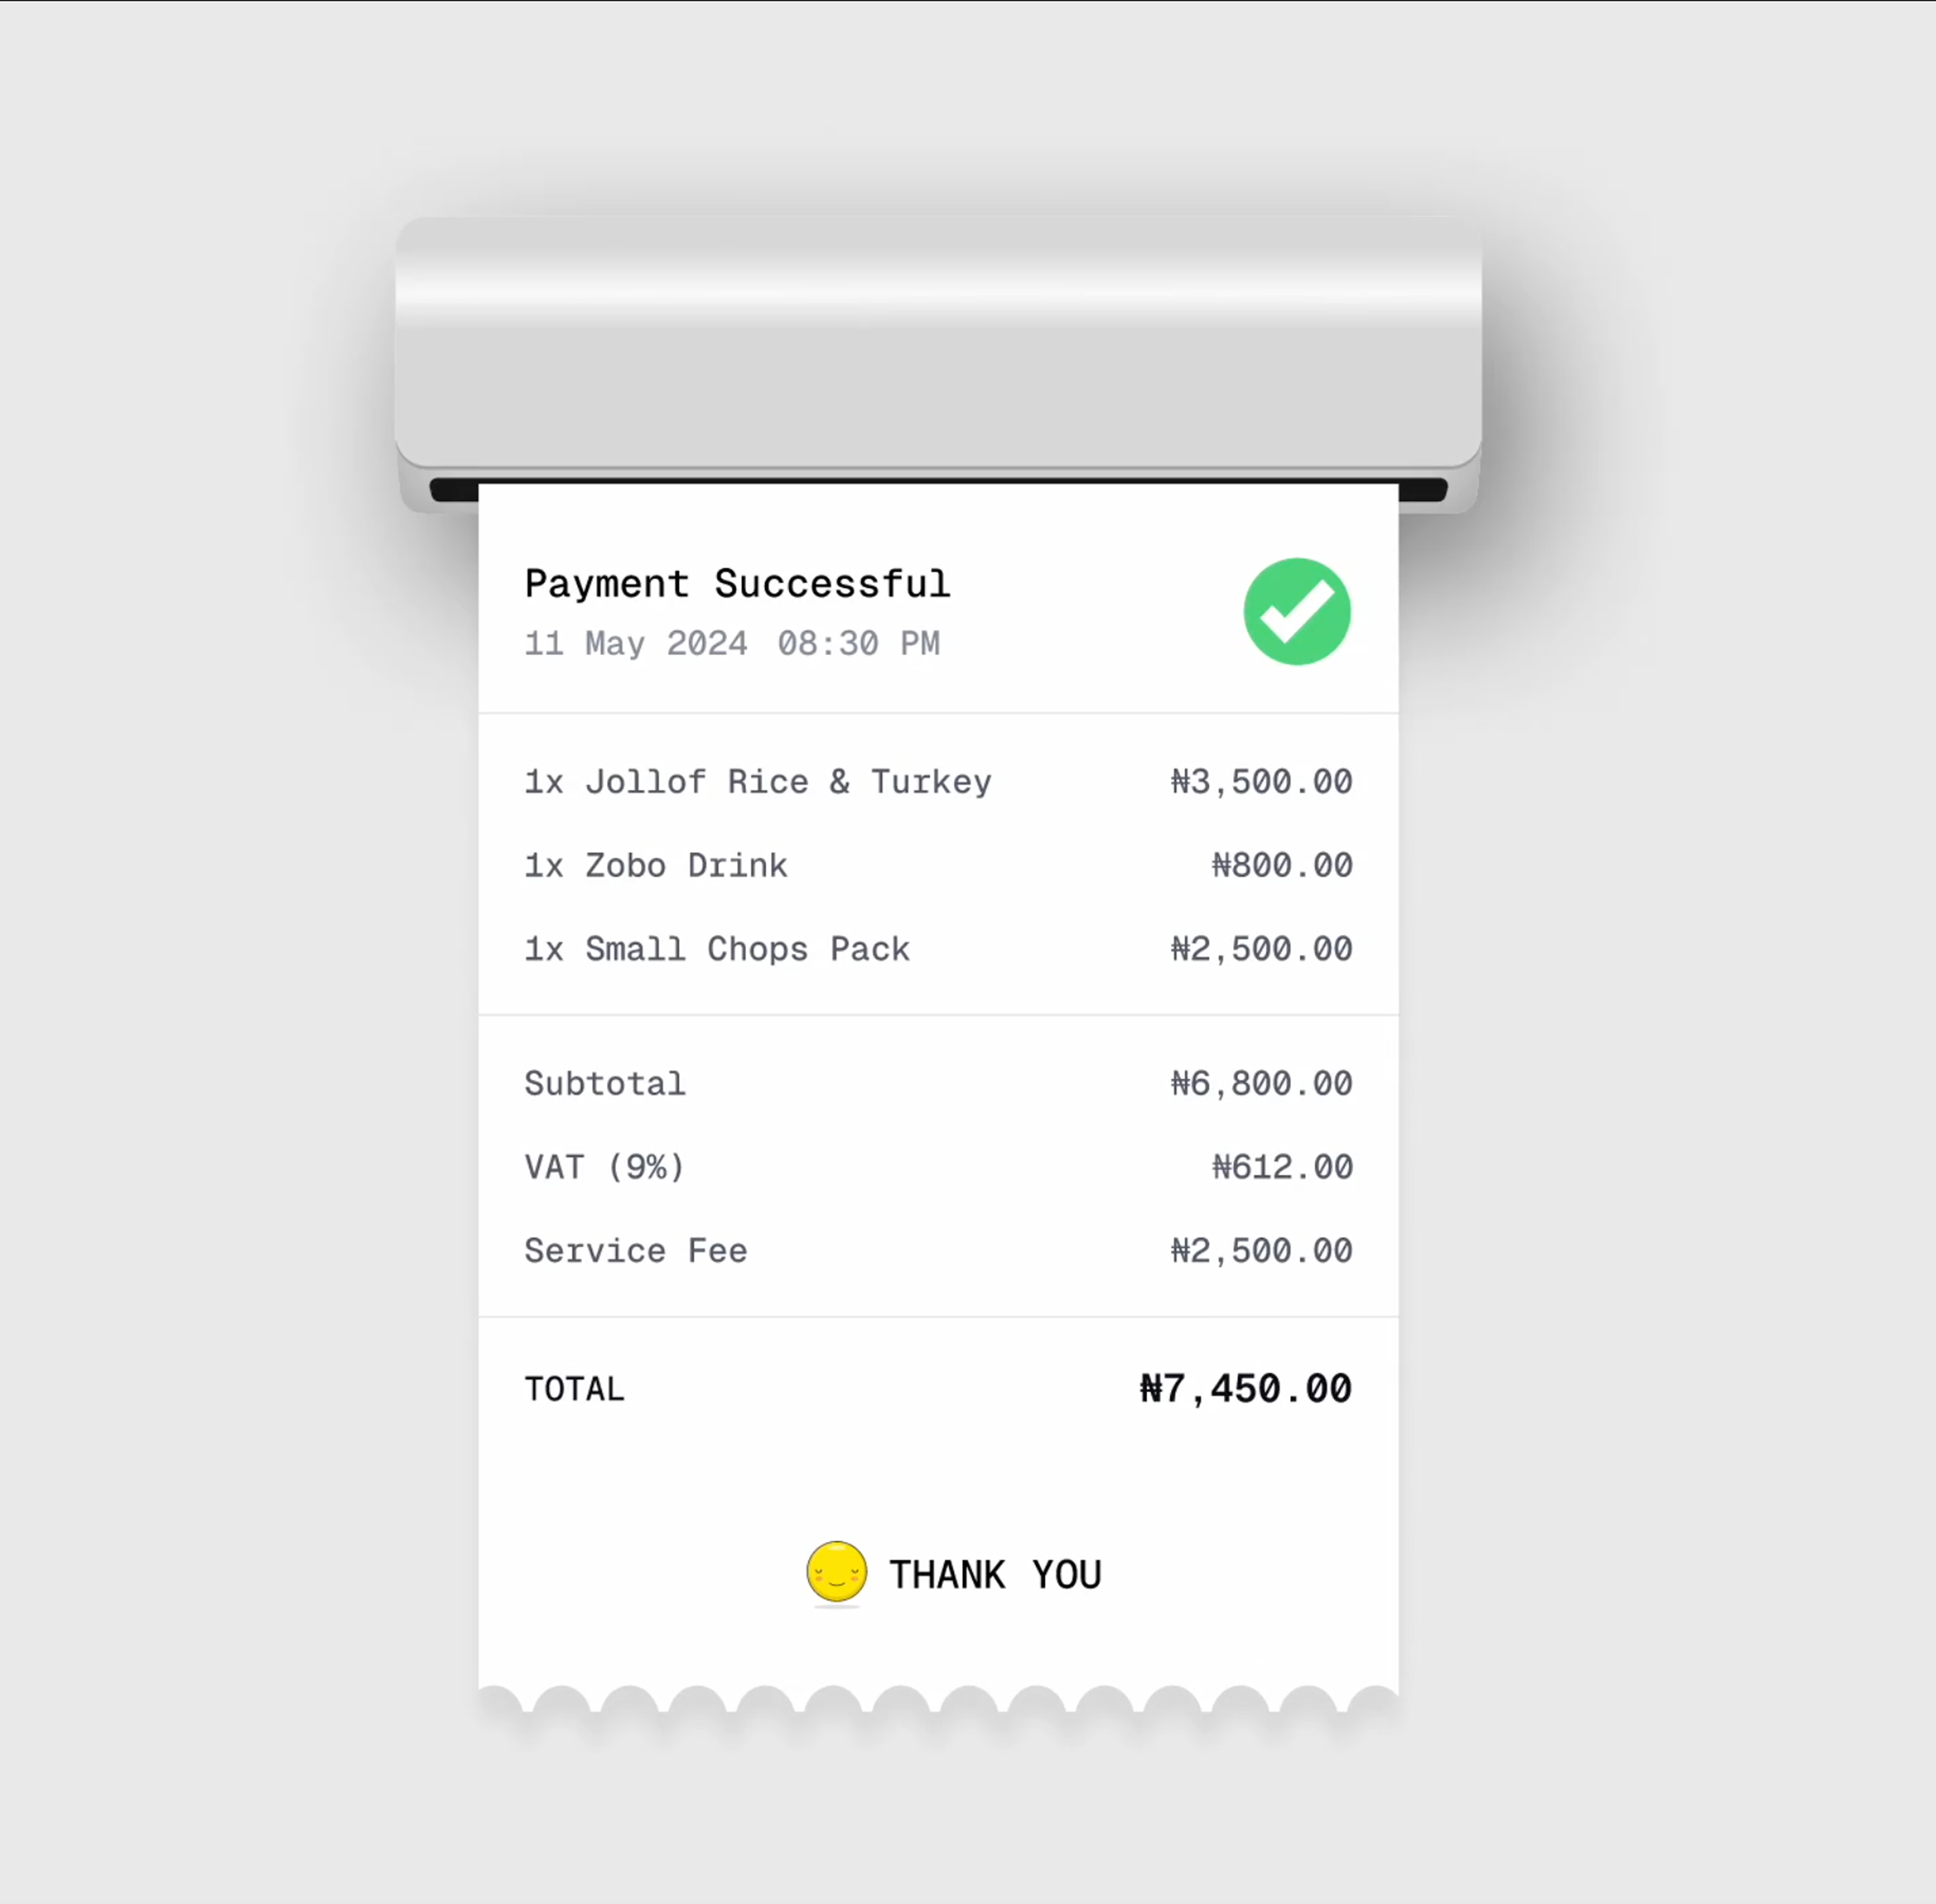 Payment Successful
11 May 2024 08:30 PM
1x Jollof Rice & Turkey ₦3,500.00
1x Zobo Drink ₦800.00
1x Small Chops Pack ₦2,500.00
Subtotal ₦6,800.00
VAT (9%) ₦612.00
Service Fee ₦2,500.00
TOTAL ₦7,450.00
THANK YOU